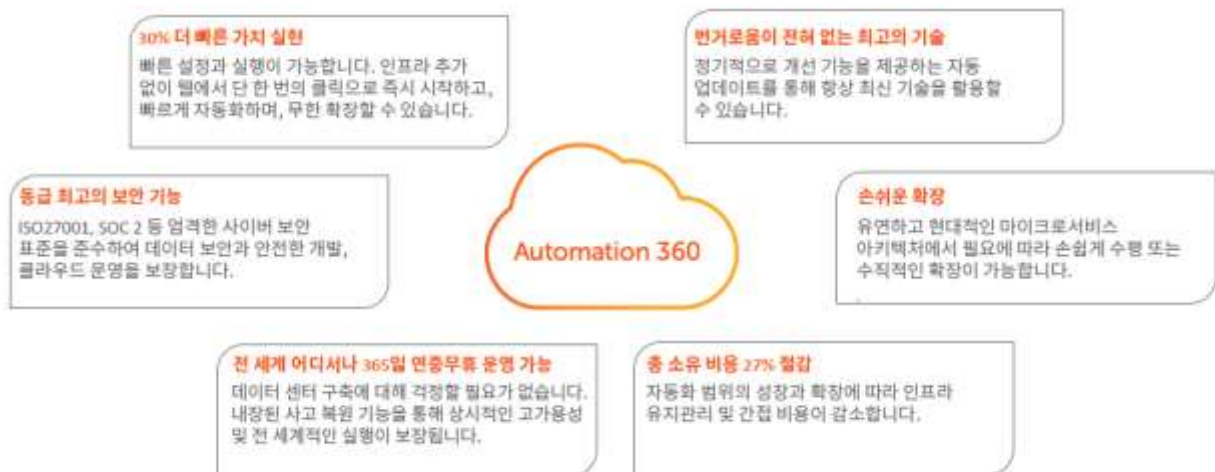 30% 더 빠른 가치 실현
빠른 설정과 실행이 가능합니다. 인프라 추가
없이 웹에서 단 한 번의 클릭으로 즉시 시작하고,
빠르게 자동화하며, 무한 확장할 수 있습니다.
번거로움이 전혀 없는 최고의 기술
정기적으로 개선 기능을 제공하는 자동
업데이트를 통해 항상 최신 기술을 활용할
수 있습니다.
동급 최고의 보안 기능
ISO27001, SOC 2 등 엄격한 사이버 보안
표준을 준수하여 데이터 보안과 안전한 개발,
클라우드 운영을 보장합니다.
Automation 360
손쉬운 확장
유연하고 현대적인 마이크로서비스
아키텍처에서 필요에 따라 손쉽게 수평 또는
수직적인 확장이 가능합니다.
.
전 세계 어디서나 365일 연중무휴 운영 가능
데이터 센터 구축에 대해 걱정할 필요가 없습니다.
내장된 사고 복원 기능을 통해 상시적인 고가용성
및 전 세계적인 실행이 보장됩니다.
총 소유 비용 27% 절감
자동화 범위의 성장과 확장에 따라 인프라
유지관리 및 간접 비용이 감소합니다.